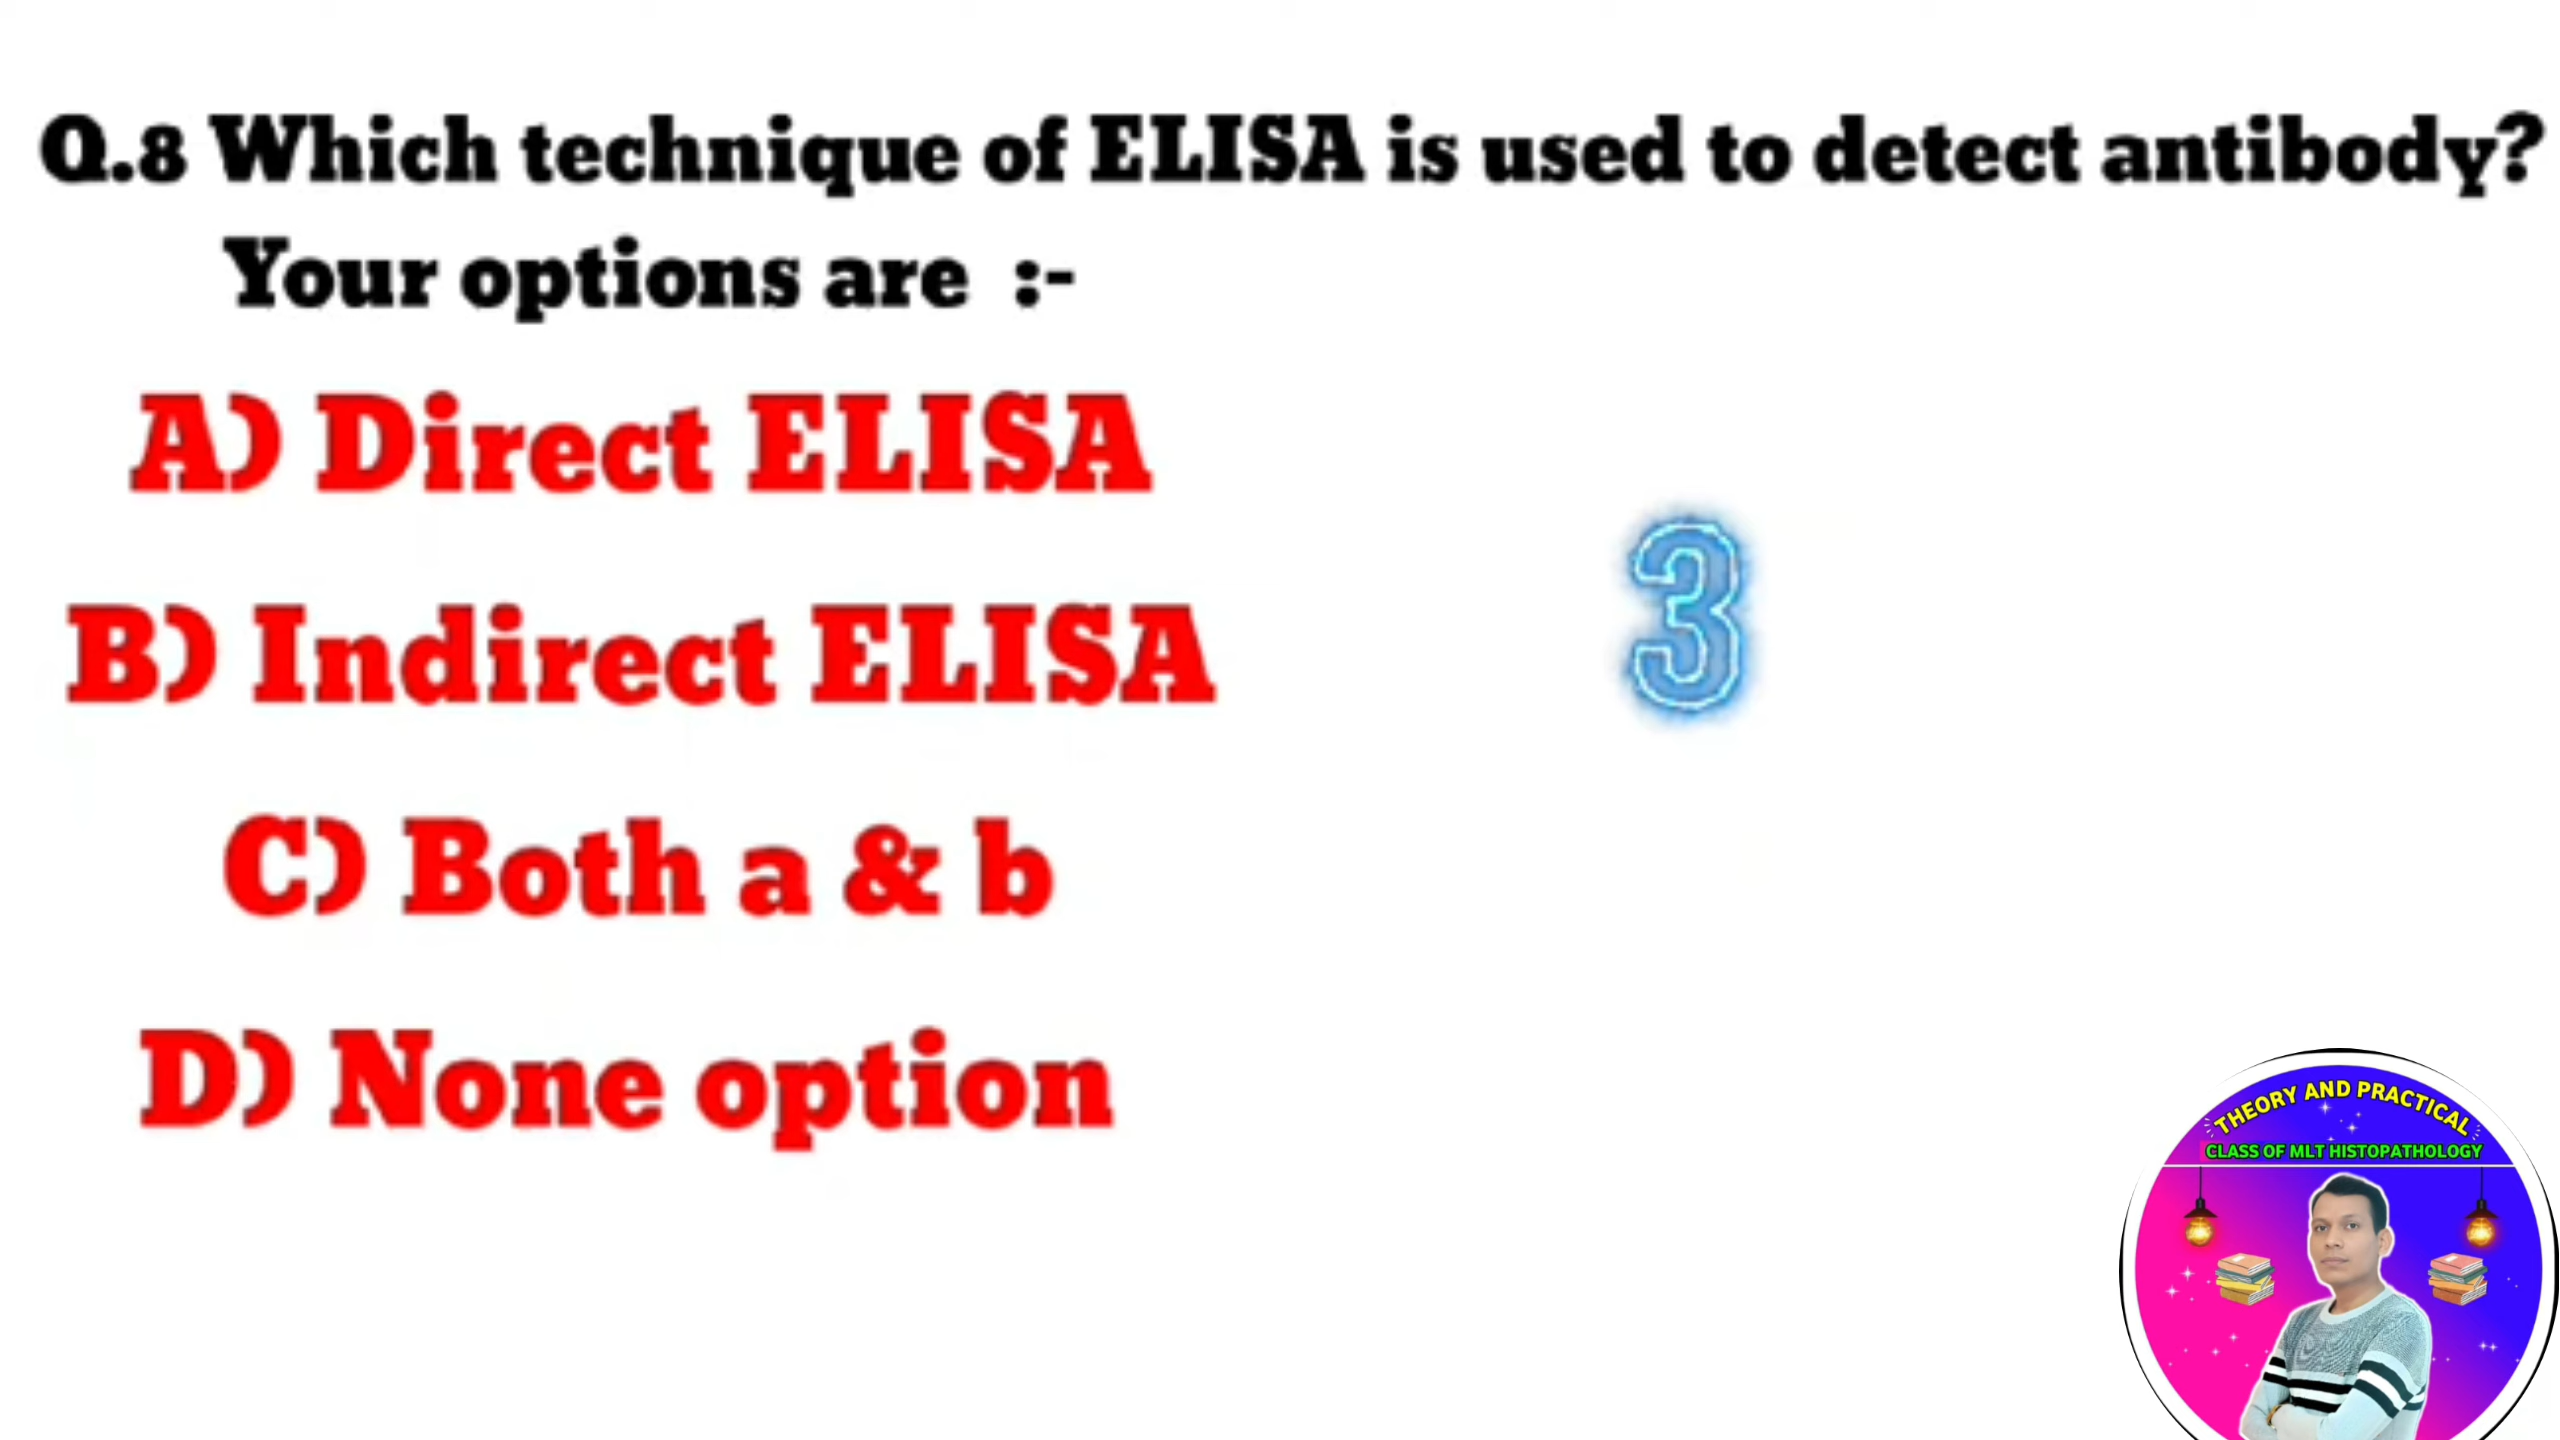 Q.8 Which technique of ELISA is used to detect antibody?
Your options are :-
A) Direct ELISA
B) Indirect ELISA
3
C) Both a & b
D) None option
THEORY AND PRACTICAL
CLASS OF MLT HISTOPATHOLOGY